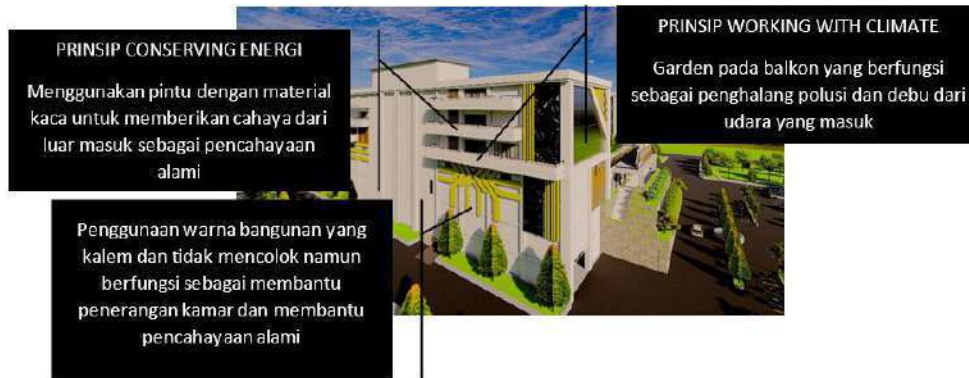 PRINSIP CONSERVING ENERGI
Menggunakan pintu dengan material
kaca untuk memberikan cahaya dari
luar masuk sebagai pencahayaan
alami
PRINSIP WORKING WITH CLIMATE
Garden pada balkon yang berfungsi
sebagai penghalang polusi dan debu dari
udara yang masuk
Penggunaan warna bangunan yang
kalem dan tidak mencolok namun
berfungsi sebagai membantu
penerangan kamar dan membantu
pencahayaan alami